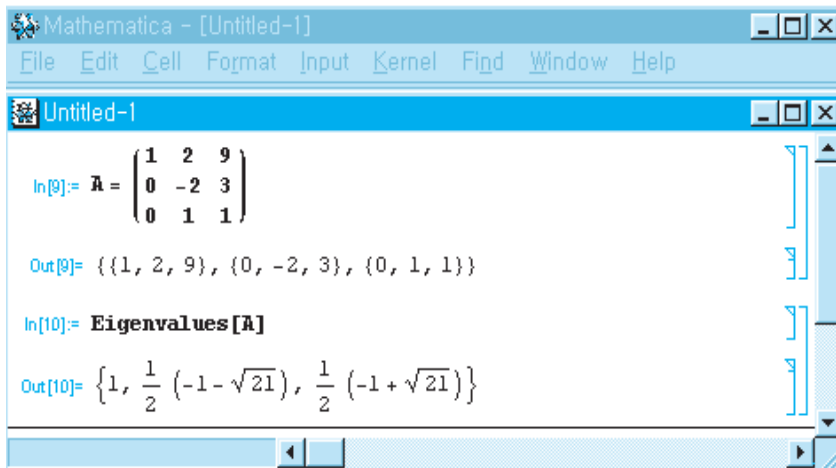 Mathematica - [Untitled-1]
File Edit Cell Format Input Kernel Find Window Help
Untitled-1
In[9]:= A = (1 2 9
0 -2 3
0 1 1)
Out[9]= {{1, 2, 9}, {0, -2, 3}, {0, 1, 1}}
In[10]:= Eigenvalues[A]
Out[10]= {1, 1/2 (-1 - √21), 1/2 (-1 + √21)}